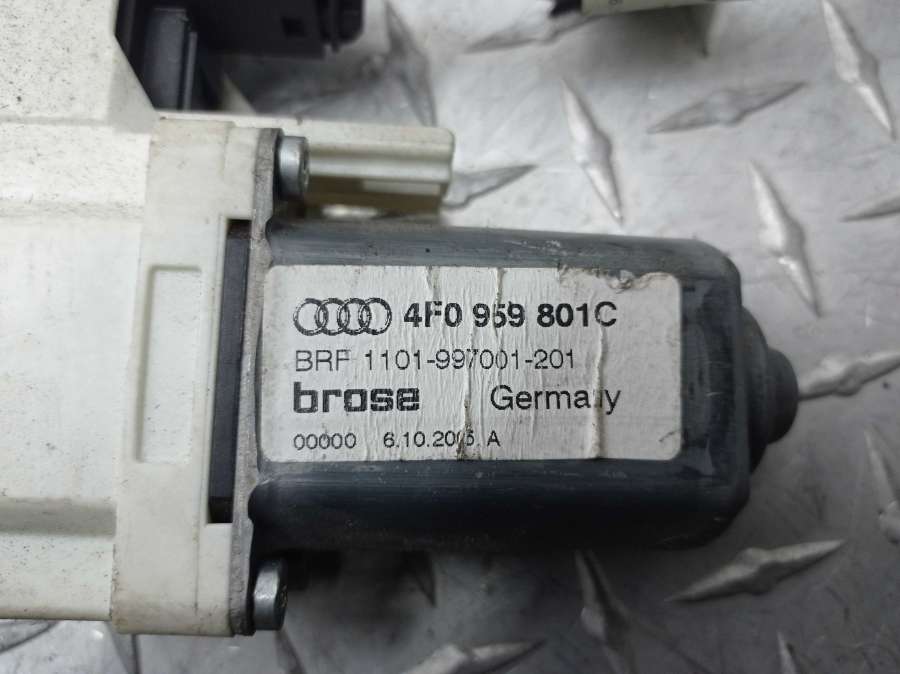 4F0 959 801C
BRF 1101-997001-201
brose Germany
00000 6.10.2005 A